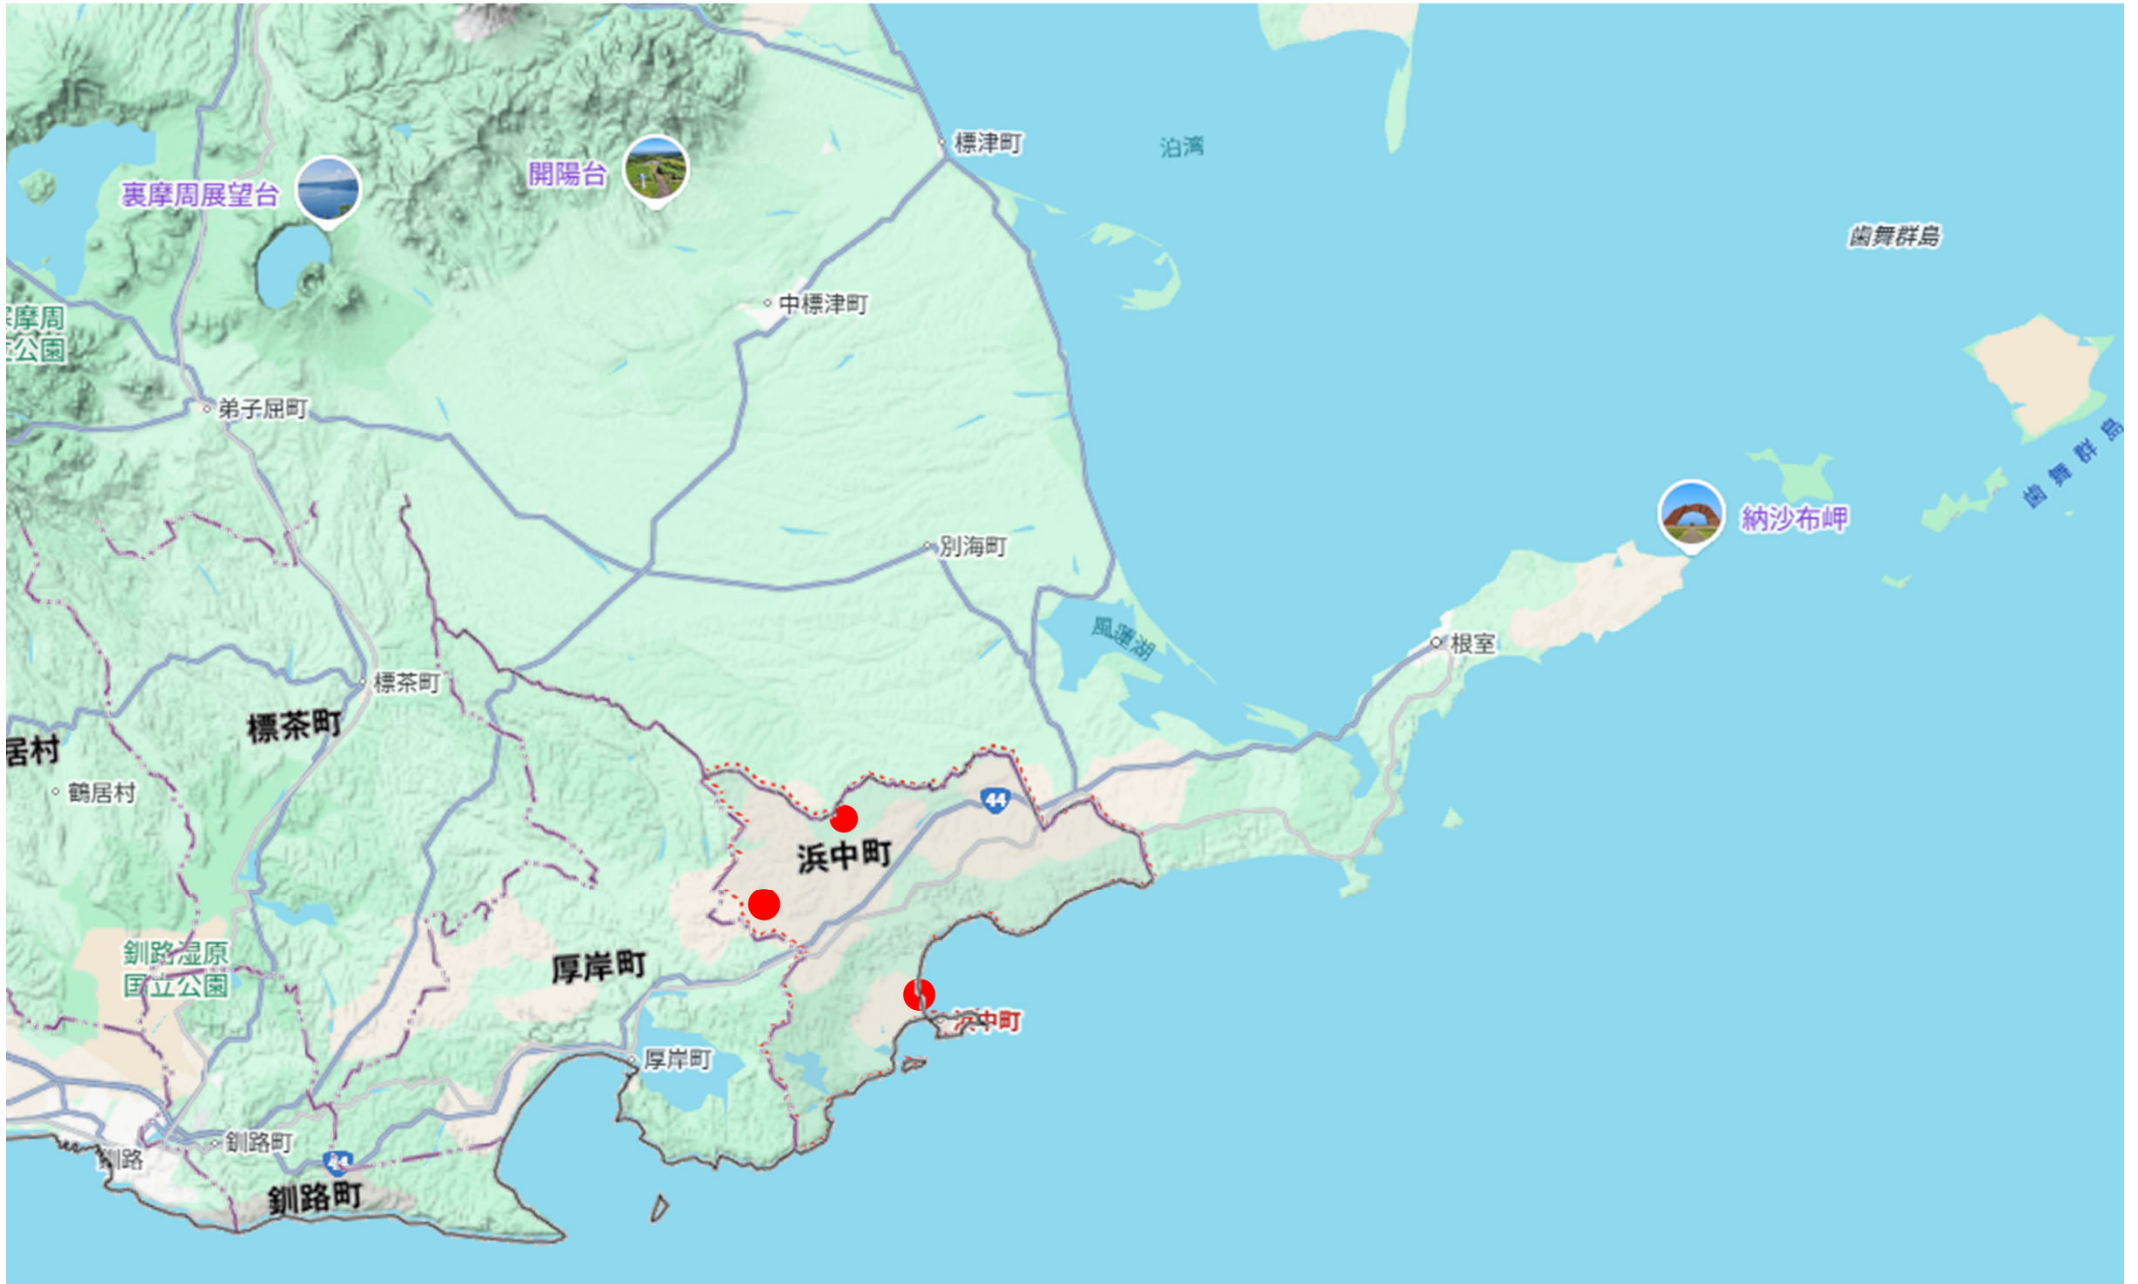 標津町
泊湾
開陽台
裏摩周展望台
歯舞群島
中標津町
摩周
公園
弟子屈町
歯舞群島
納沙布岬
別海町
風蓮湖
根室
標茶町
標茶町
居村
鶴居村
44
浜中町
釧路湿原
国立公園
厚岸町
浜中町
厚岸町
釧路町
釧路
44
釧路町